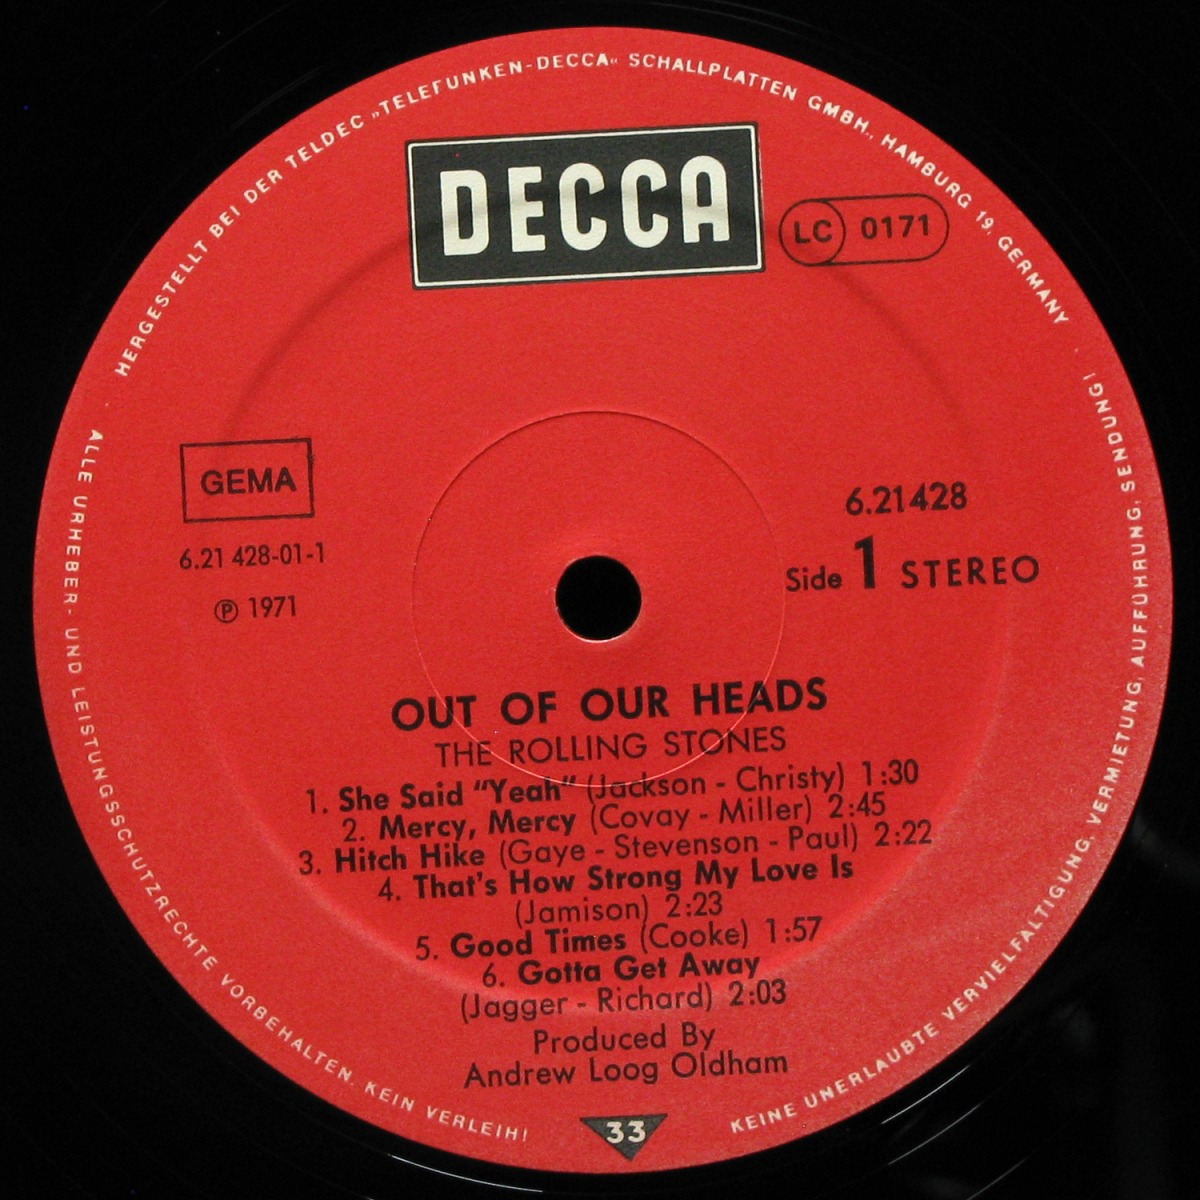 HERGESTELLT BEI DER TELDEC „TELEFUNKEN-DECCA“ SCHALLPLATTEN GMBH., HAMBURG 19, GERMANY
DECCA
LC 0171
GEMA
6.21 428-01-1
℗ 1971
6.21428
Side 1 STEREO
OUT OF OUR HEADS
THE ROLLING STONES
1. She Said "Yeah" (Jackson - Christy) 1:30
2. Mercy, Mercy (Covay - Miller) 2:45
3. Hitch Hike (Gaye - Stevenson - Paul) 2:22
4. That's How Strong My Love Is
(Jamison) 2:23
5. Good Times (Cooke) 1:57
6. Gotta Get Away
(Jagger - Richard) 2:03
Produced By
Andrew Loog Oldham
33
ALLE URHEBER- UND LEISTUNGSSCHUTZRECHTE VORBEHALTEN. KEIN VERLEIH!
KEINE UNERLAUBTE VERVIELFALTIGUNG, VERMIETUNG, AUFFÜHRUNG, SENDUNG!